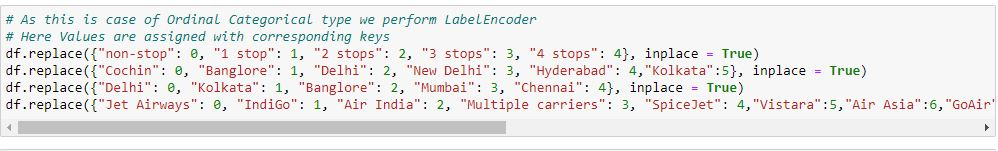 # As this is case of Ordinal Categorical type we perform LabelEncoder
# Here Values are assigned with corresponding keys
df.replace({"non-stop": 0, "1 stop": 1, "2 stops": 2, "3 stops": 3, "4 stops": 4}, inplace = True)
df.replace({"Cochin": 0, "Banglore": 1, "Delhi": 2, "New Delhi": 3, "Hyderabad": 4,"Kolkata":5}, inplace = True)
df.replace({"Delhi": 0, "Kolkata": 1, "Banglore": 2, "Mumbai": 3, "Chennai": 4}, inplace = True)
df.replace({"Jet Airways": 0, "IndiGo": 1, "Air India": 2, "Multiple carriers": 3, "SpiceJet": 4,"Vistara":5,"Air Asia":6,"GoAir"